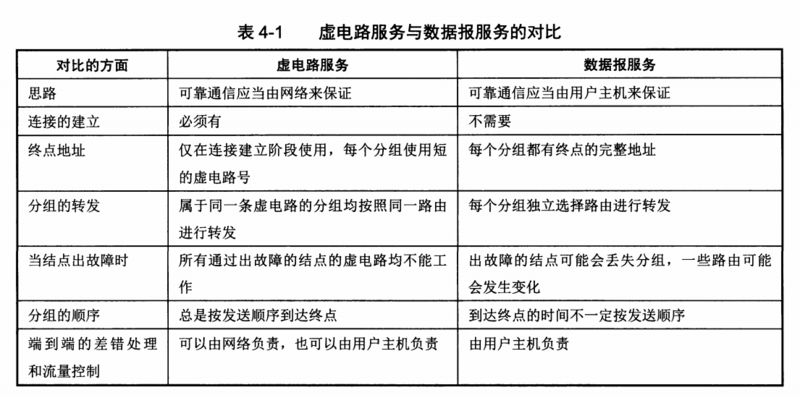 表 4-1 虚电路服务与数据报服务的对比
对比的方面 虚电路服务 数据报服务
思路 可靠通信应当由网络来保证 可靠通信应当由用户主机来保证
连接的建立 必须有 不需要
终点地址 仅在连接建立阶段使用，每个分组使用短 每个分组都有终点的完整地址
的虚电路号
分组的转发 属于同一条虚电路的分组均按照同一路由 每个分组独立选择路由进行转发
进行转发
当结点出故障时 所有通过出故障的结点的虚电路均不能工 出故障的结点可能会丢失分组，一些路由可能
作 会发生变化
分组的顺序 总是按发送顺序到达终点 到达终点的时间不一定按发送顺序
端到端的差错处理 可以由网络负责，也可以由用户主机负责 由用户主机负责
和流量控制